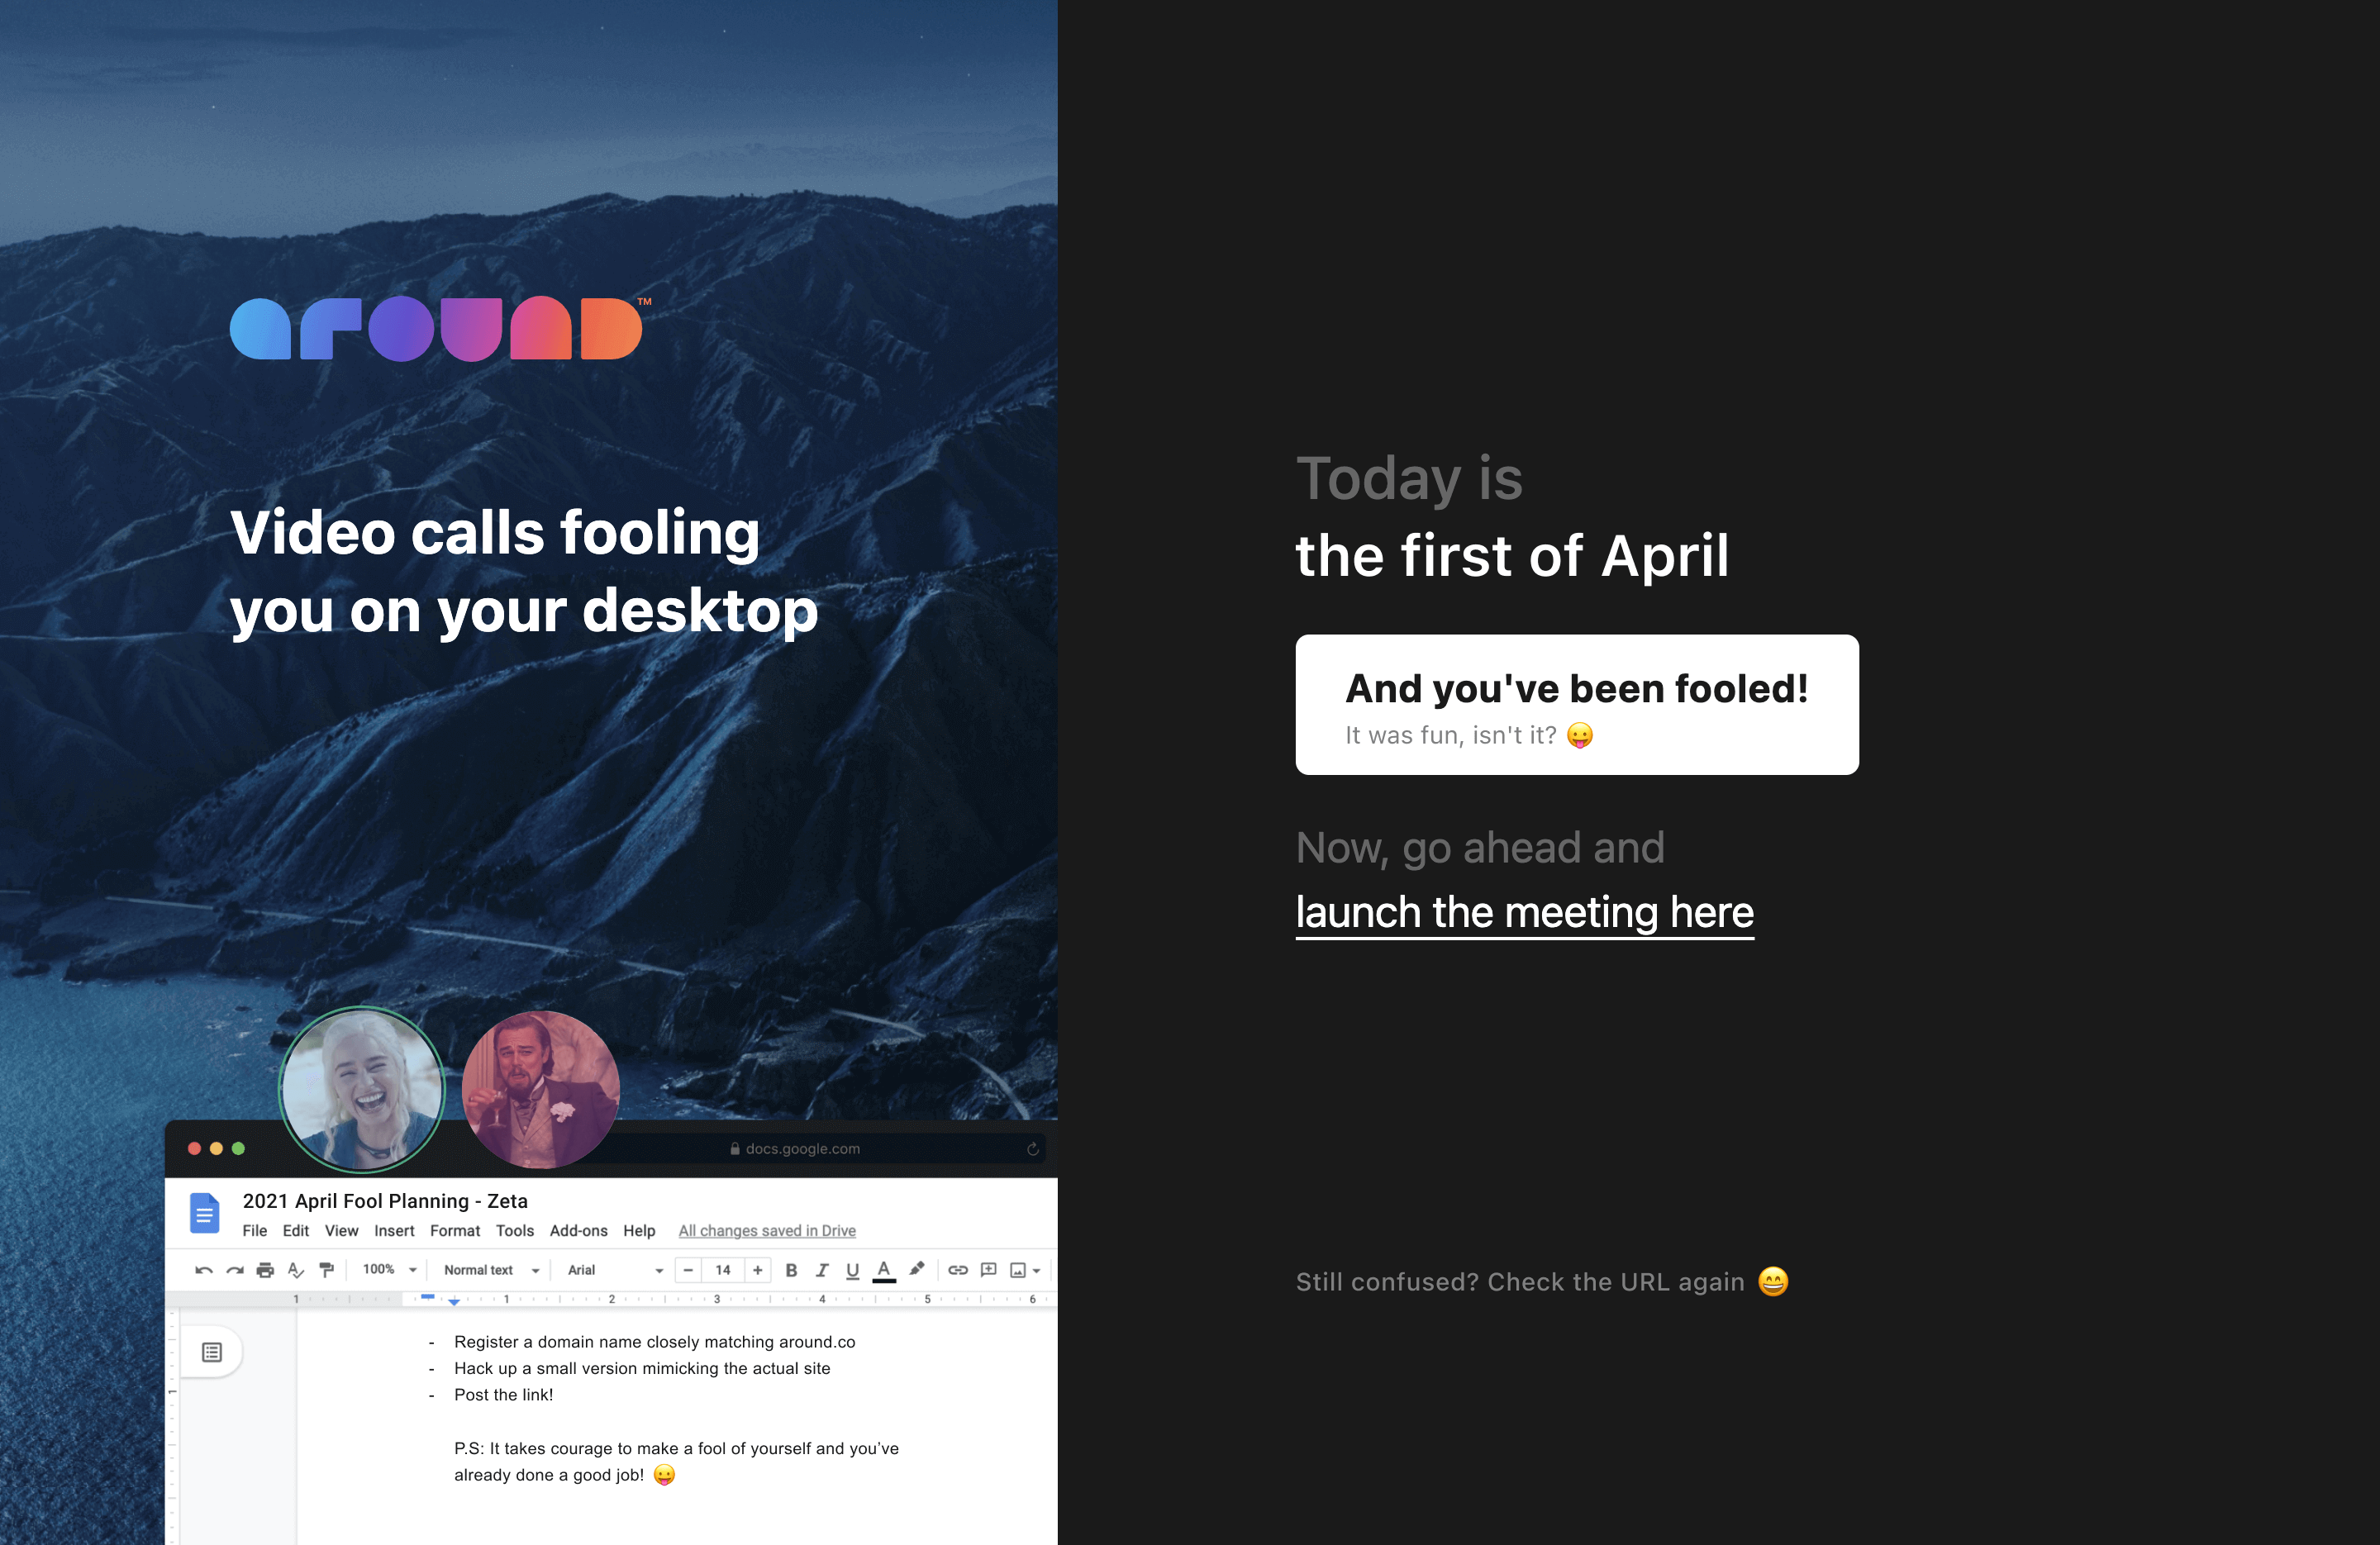 around™
Video calls fooling
you on your desktop
docs.google.com
2021 April Fool Planning - Zeta
File Edit View Insert Format Tools Add-ons Help All changes saved in Drive
100% Normal text Arial − 14 + B I U A
1 1 2 3 4 5 6
1
- Register a domain name closely matching around.co
- Hack up a small version mimicking the actual site
- Post the link!
P.S: It takes courage to make a fool of yourself and you’ve
already done a good job! 😛
Today is
the first of April
And you've been fooled!
It was fun, isn't it? 😛
Now, go ahead and
launch the meeting here
Still confused? Check the URL again 😄